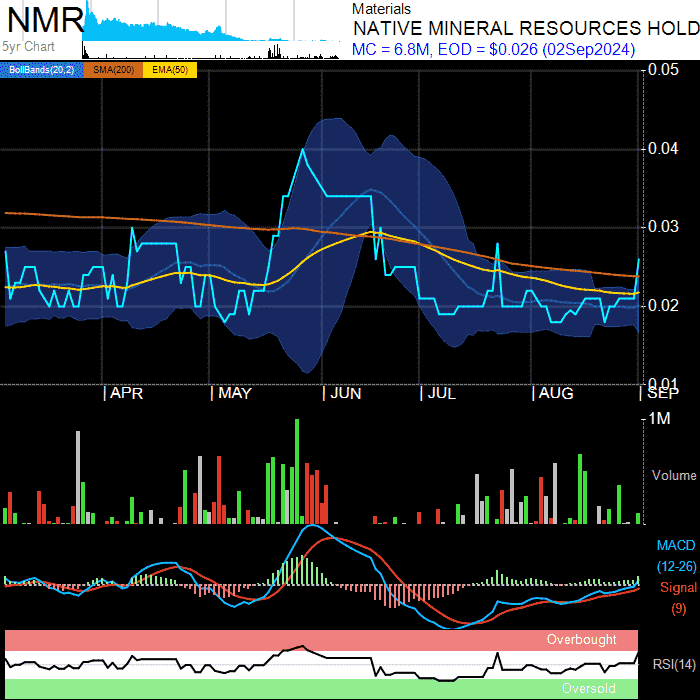 NMR
5yr Chart
Materials
NATIVE MINERAL RESOURCES HOLD
MC = 6.8M, EOD = $0.026 (02Sep2024)
BollBands(20,2) SMA(200) EMA(50)
0.05
0.04
0.03
0.02
0.01
| APR | MAY | JUN | JUL | AUG | SEP
1M
Volume
MACD
(12-26)
Signal
(9)
Overbought
RSI(14)
Oversold